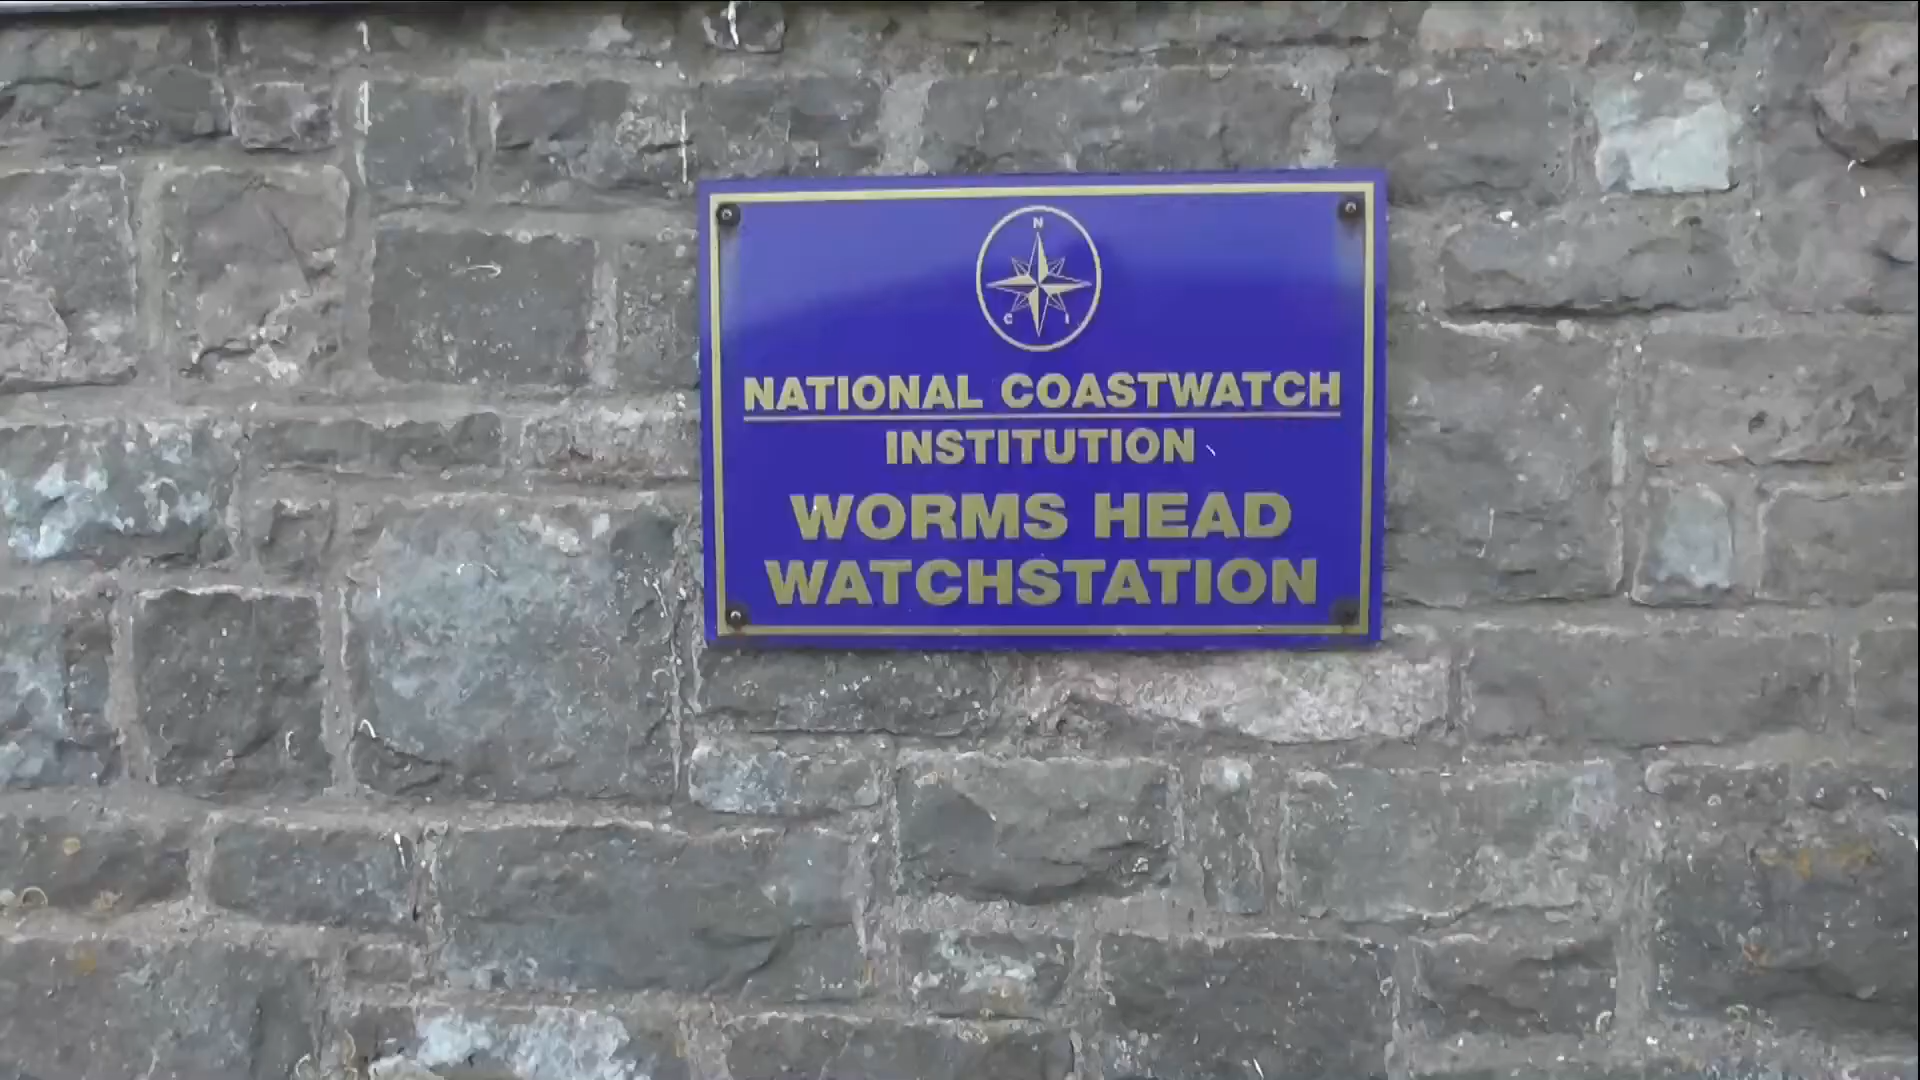 N
C I
NATIONAL COASTWATCH
INSTITUTION
WORMS HEAD
WATCHSTATION